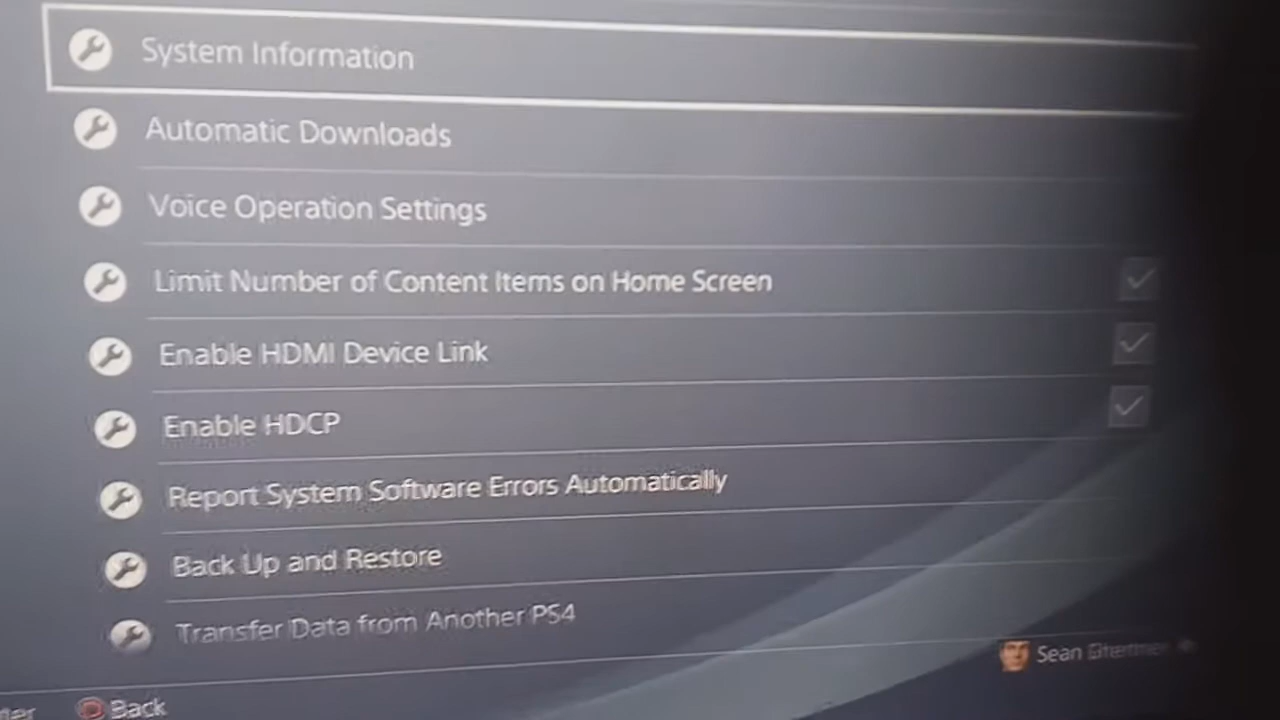 System Information
Automatic Downloads
Voice Operation Settings
Limit Number of Content Items on Home Screen
Enable HDMI Device Link
Enable HDCP
Report System Software Errors Automatically
Back Up and Restore
Transfer Data from Another PS4
Sean
Back